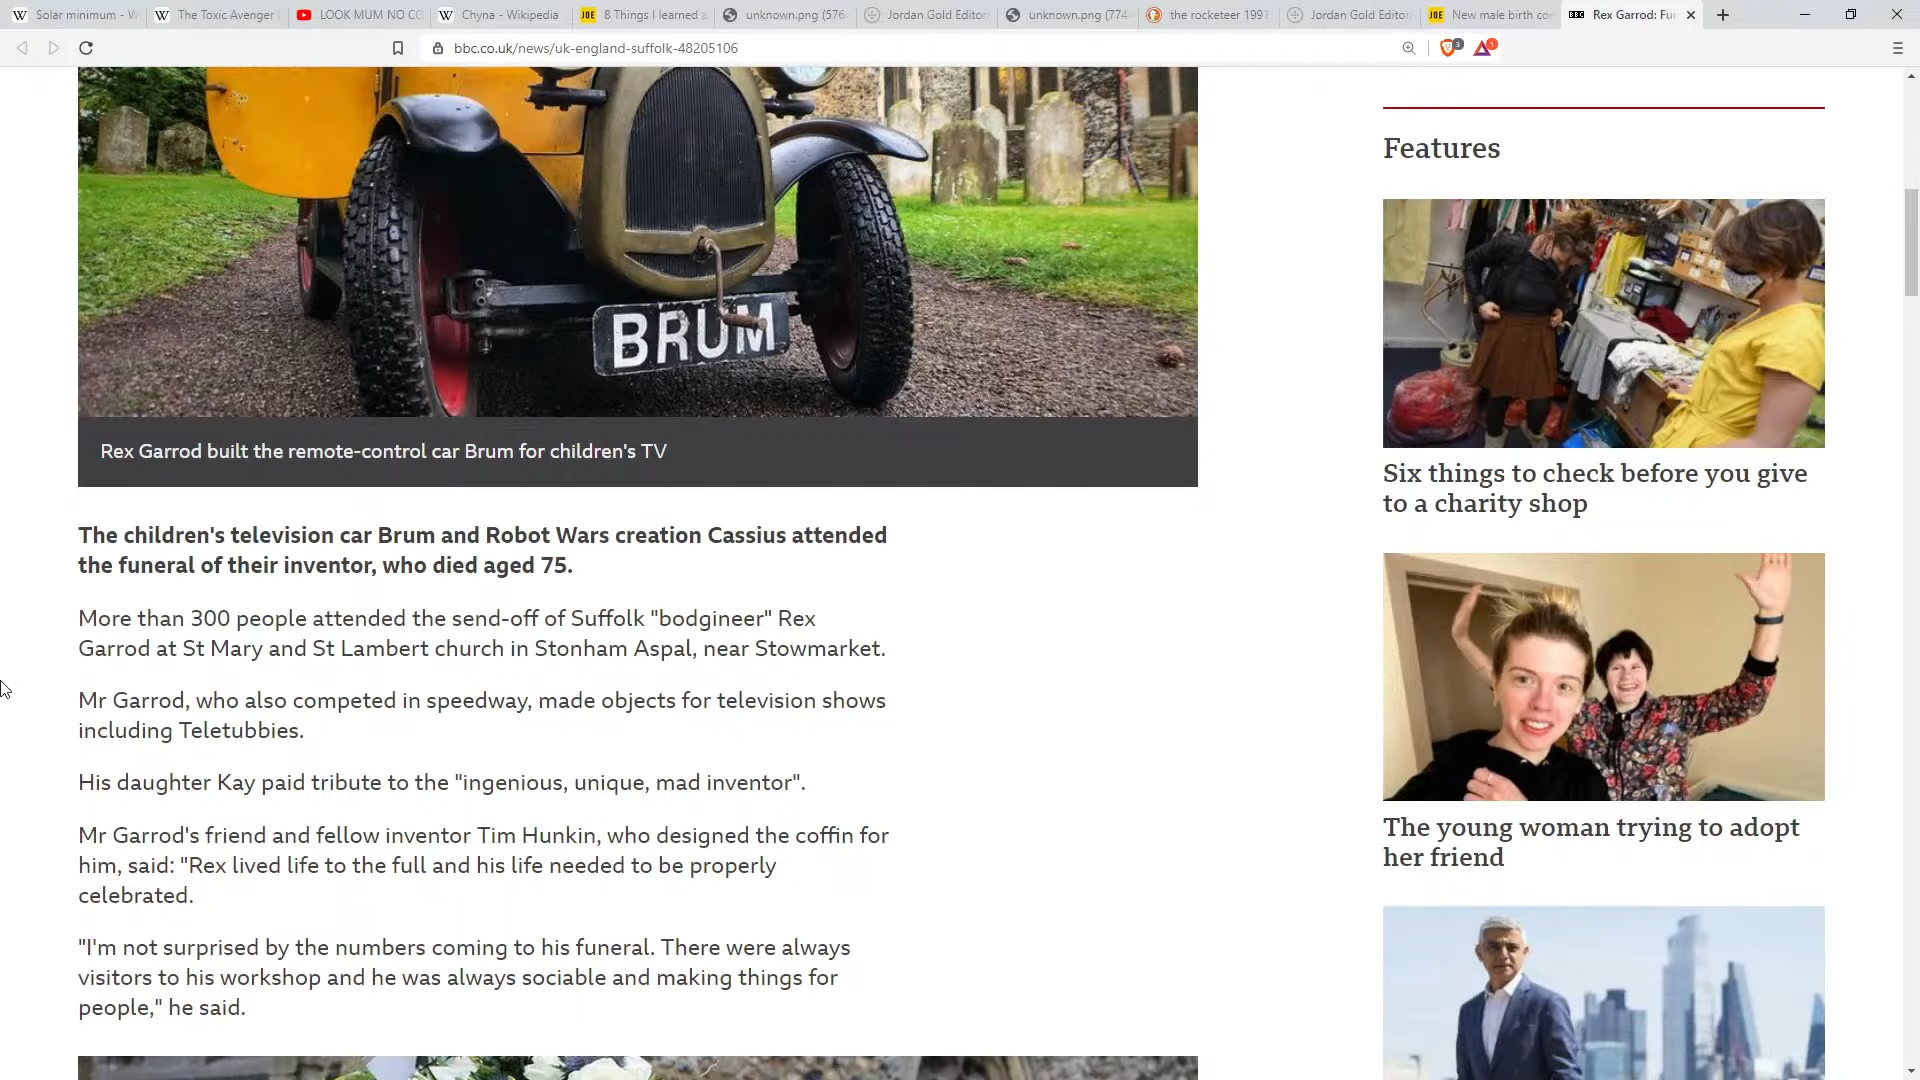 Solar minimum - W
The Toxic Avenger (
LOOK MUM NO CO
Chyna - Wikipedia
8 Things I learned a
unknown.png (576
Jordan Gold Editor
unknown.png (774
the rocketeer 1991
Jordan Gold Editor
New male birth con
Rex Garrod: Fu
bbc.co.uk/news/uk-england-suffolk-48205106
3
1
BRUM
Rex Garrod built the remote-control car Brum for children's TV
The children's television car Brum and Robot Wars creation Cassius attended
the funeral of their inventor, who died aged 75.
More than 300 people attended the send-off of Suffolk "bodgineer" Rex
Garrod at St Mary and St Lambert church in Stonham Aspal, near Stowmarket.
Mr Garrod, who also competed in speedway, made objects for television shows
including Teletubbies.
His daughter Kay paid tribute to the "ingenious, unique, mad inventor".
Mr Garrod's friend and fellow inventor Tim Hunkin, who designed the coffin for
him, said: "Rex lived life to the full and his life needed to be properly
celebrated.
"I'm not surprised by the numbers coming to his funeral. There were always
visitors to his workshop and he was always sociable and making things for
people," he said.
Features
Six things to check before you give
to a charity shop
The young woman trying to adopt
her friend